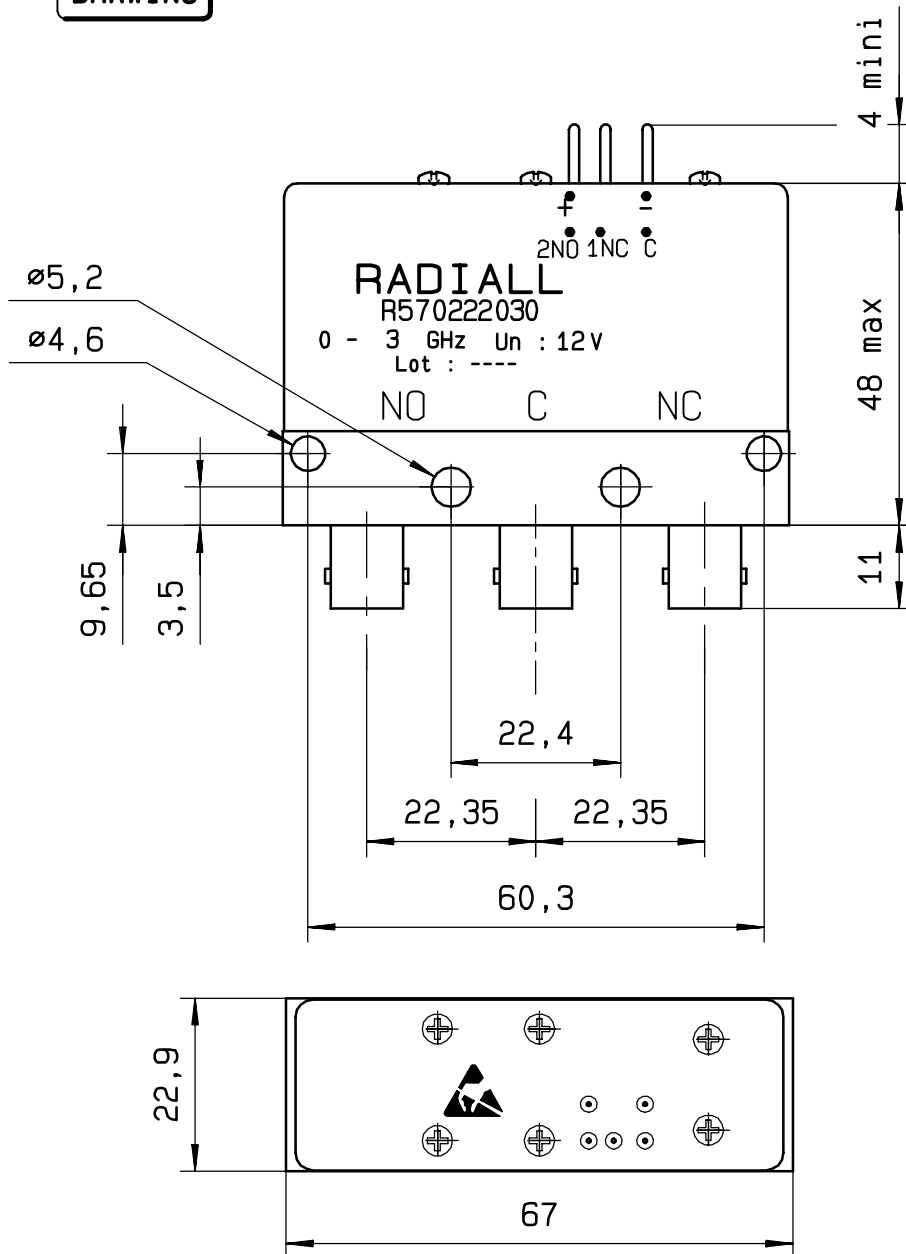 DRAWING
4 mini
+ -
2NO 1NC C
RADIALL
R570222030
0 - 3 GHz Un : 12V
Lot : ----
NO C NC
ø5,2
ø4,6
48 max
11
9,65
3,5
22,4
22,35 22,35
60,3
22,9
67